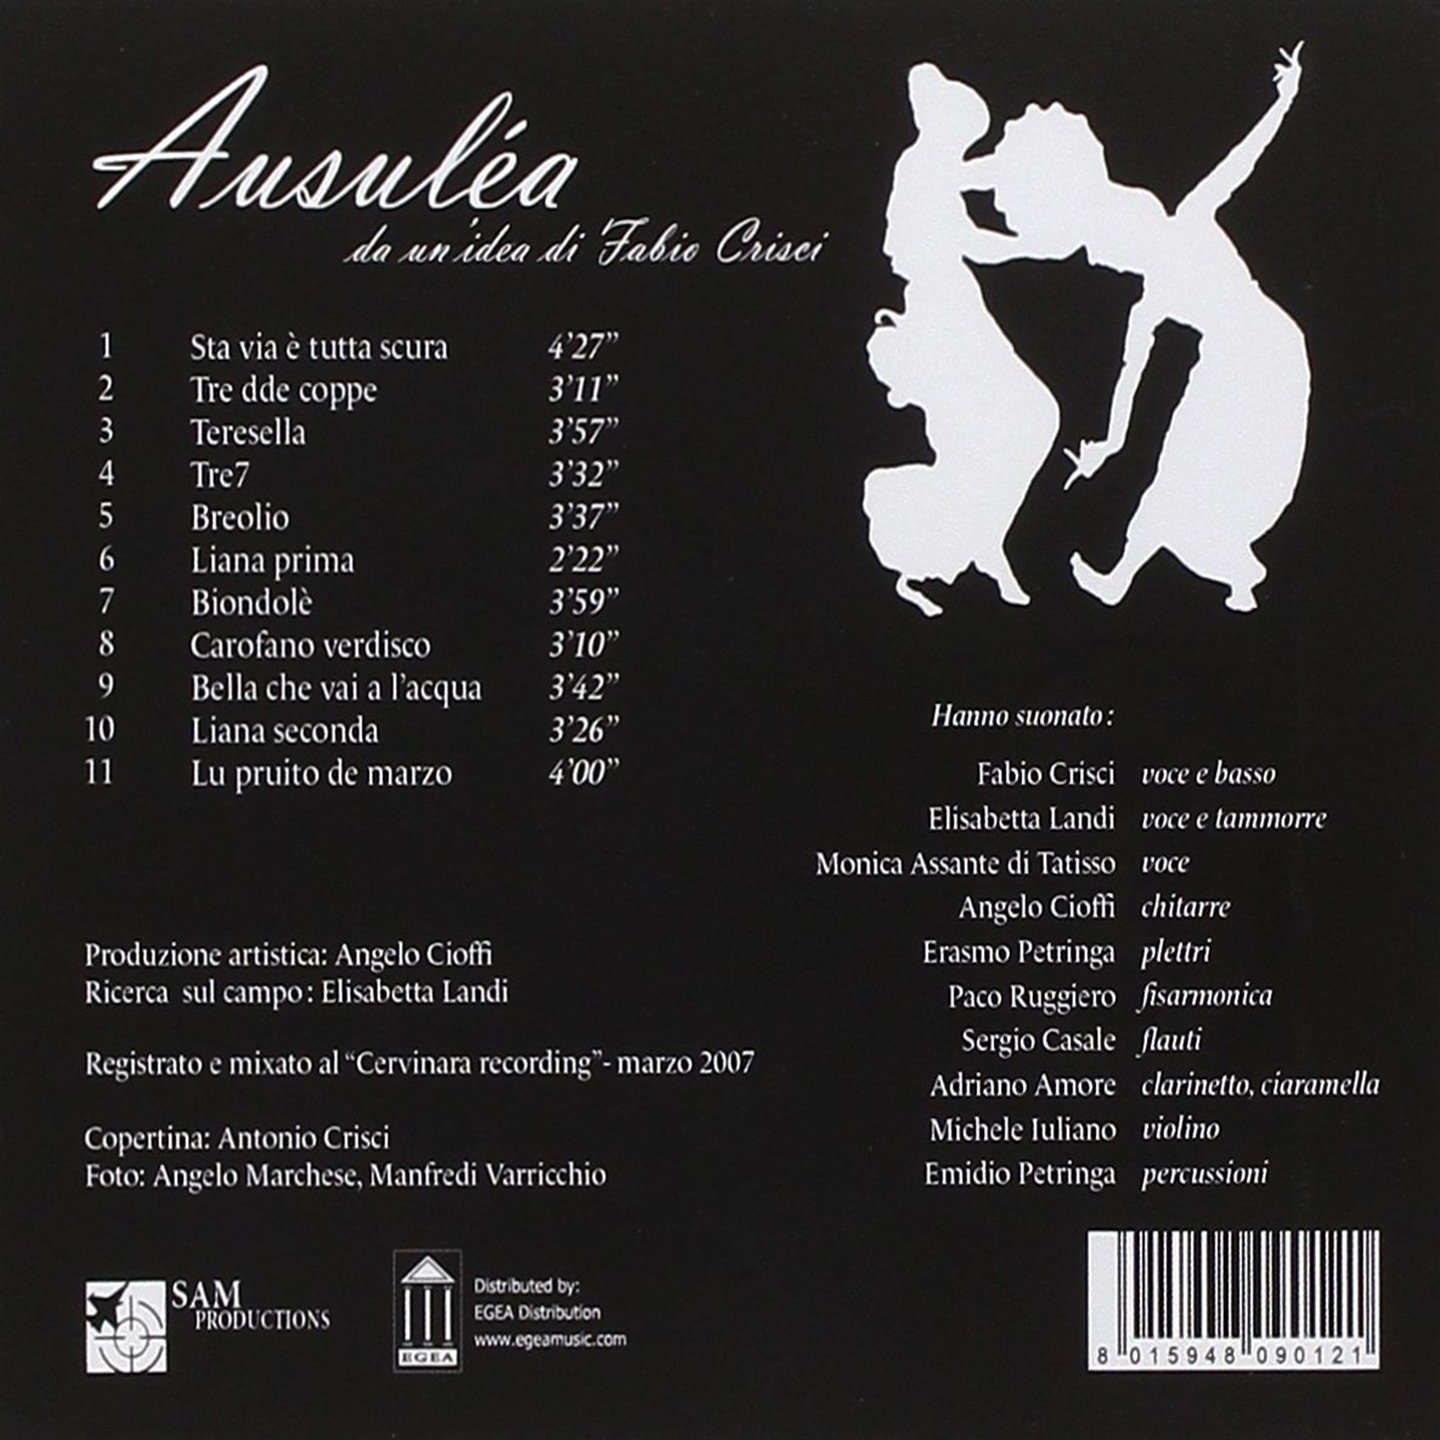 Ausuléa
da un'idea di Fabio Crisci
1 Sta via è tutta scura 4'27”
2 Tre dde coppe 3'11”
3 Teresella 3'57”
4 Tre7 3'32”
5 Breolio 3'37”
6 Liana prima 2'22”
7 Biondolè 3'59”
8 Carofano verdisco 3'10”
9 Bella che vai a l'acqua 3'42”
10 Liana seconda 3'26”
11 Lu pruito de marzo 4'00”
Produzione artistica: Angelo Cioffi
Ricerca sul campo: Elisabetta Landi
Registrato e mixato al “Cervinara recording”- marzo 2007
Copertina: Antonio Crisci
Foto: Angelo Marchese, Manfredi Varricchio
Hanno suonato:
Fabio Crisci voce e basso
Elisabetta Landi voce e tammorre
Monica Assante di Tatisso voce
Angelo Cioffi chitarre
Erasmo Petringa plettri
Paco Ruggiero fisarmonica
Sergio Casale flauti
Adriano Amore clarinetto, ciaramella
Michele Iuliano violino
Emidio Petringa percussioni
SAM
PRODUCTIONS
EGEA
Distributed by:
EGEA Distribution
www.egeamusic.com
8 015948 090121